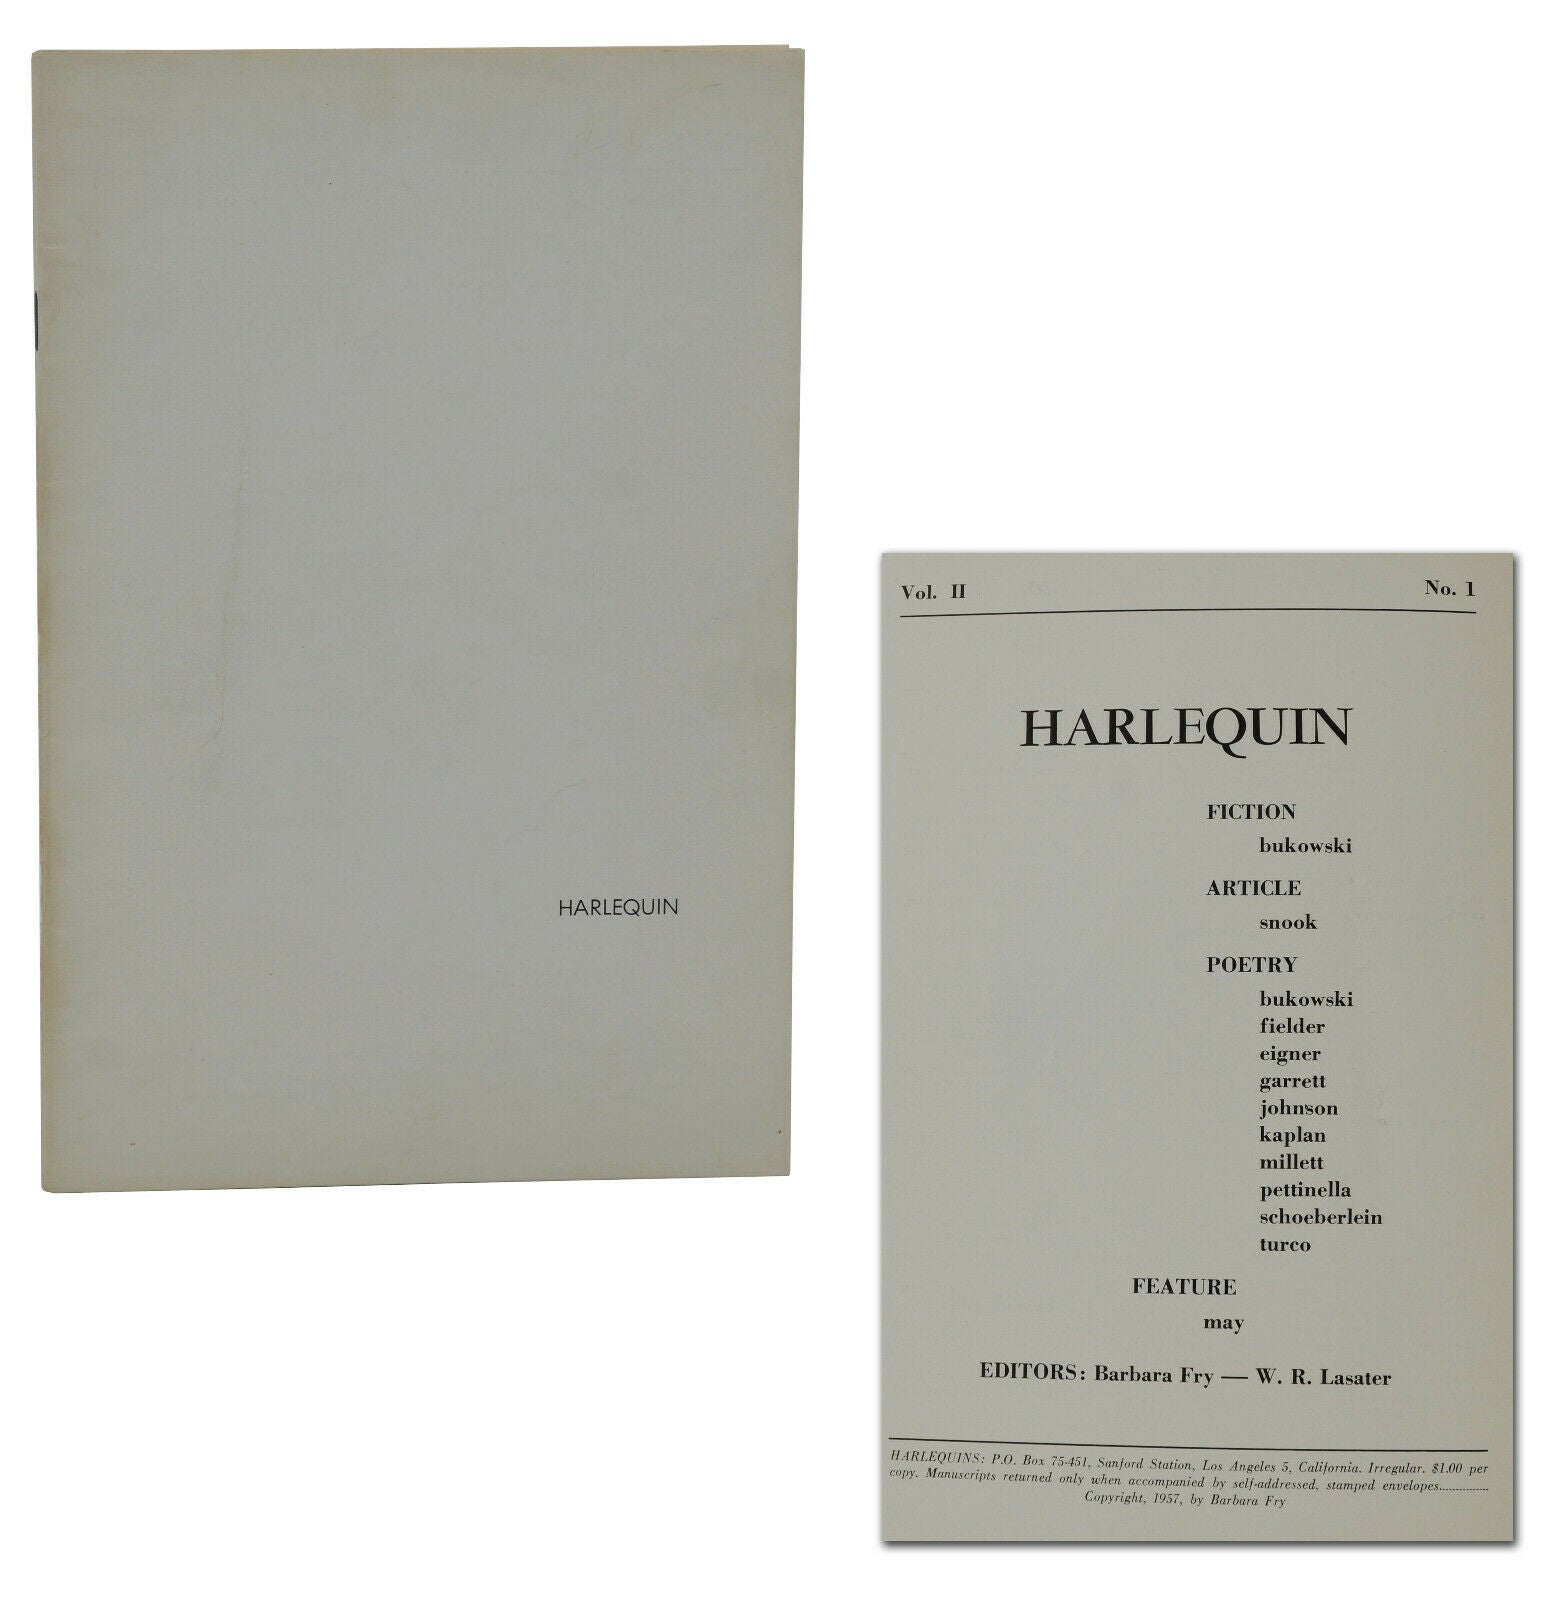 HARLEQUIN
Vol. II No. 1
HARLEQUIN
FICTION
bukowski
ARTICLE
snook
POETRY
bukowski
fielder
eigner
garrett
johnson
kaplan
millett
pettinella
schoeberlein
turco
FEATURE
may
EDITORS: Barbara Fry — W. R. Lasater
HARLEQUINS: P.O. Box 75-451, Sanford Station, Los Angeles 5, California. Irregular. $1.00 per
copy. Manuscripts returned only when accompanied by self-addressed, stamped envelopes..............
Copyright, 1957, by Barbara Fry